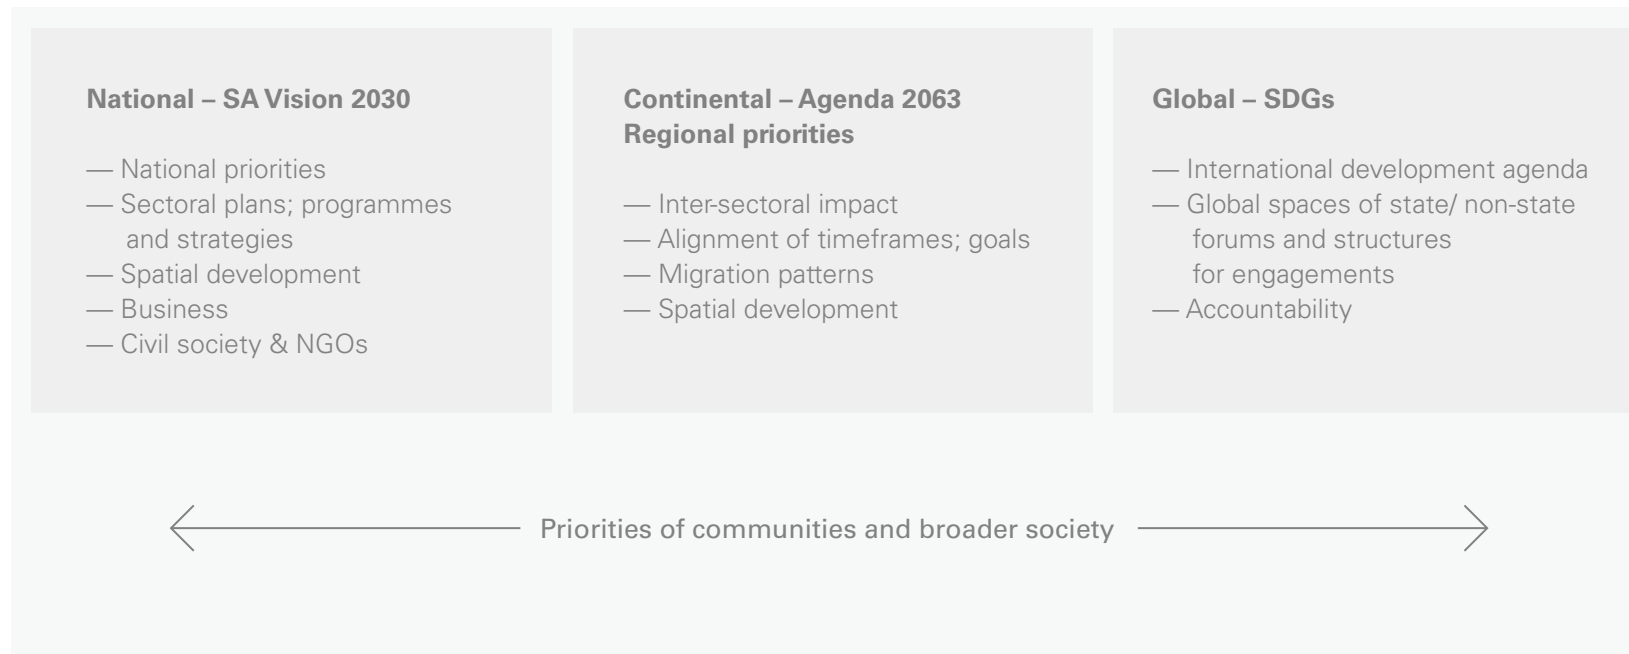 National – SA Vision 2030
— National priorities
— Sectoral plans; programmes
and strategies
— Spatial development
— Business
— Civil society & NGOs
Continental – Agenda 2063
Regional priorities
— Inter-sectoral impact
— Alignment of timeframes; goals
— Migration patterns
— Spatial development
Global – SDGs
— International development agenda
— Global spaces of state/ non-state
forums and structures
for engagements
— Accountability
Priorities of communities and broader society